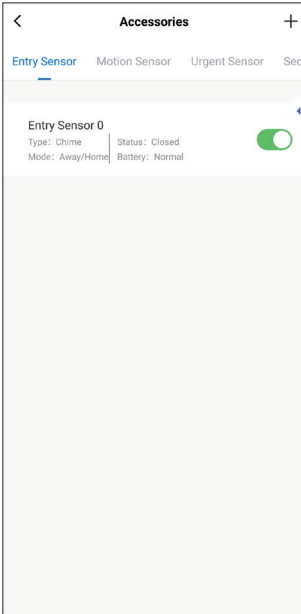 Accessories
Entry Sensor Motion Sensor Urgent Sensor Sec
Entry Sensor 0
Type: Chime Status: Closed
Mode: Away/Home Battery: Normal